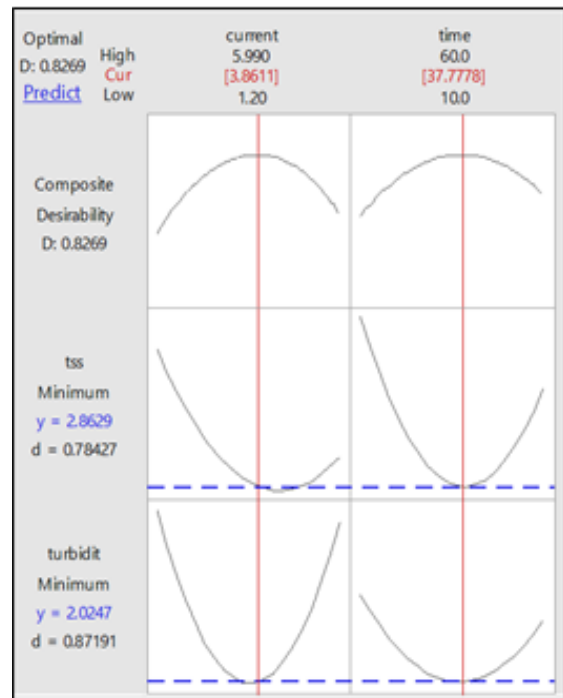 Optimal
D: 0.8269
Predict
High
Cur
Low
current
5.990
[3.8611]
1.20
time
60.0
[37.7778]
10.0
Composite
Desirability
D: 0.8269
tss
Minimum
y = 2.8629
d = 0.78427
turbidit
Minimum
y = 2.0247
d = 0.87191